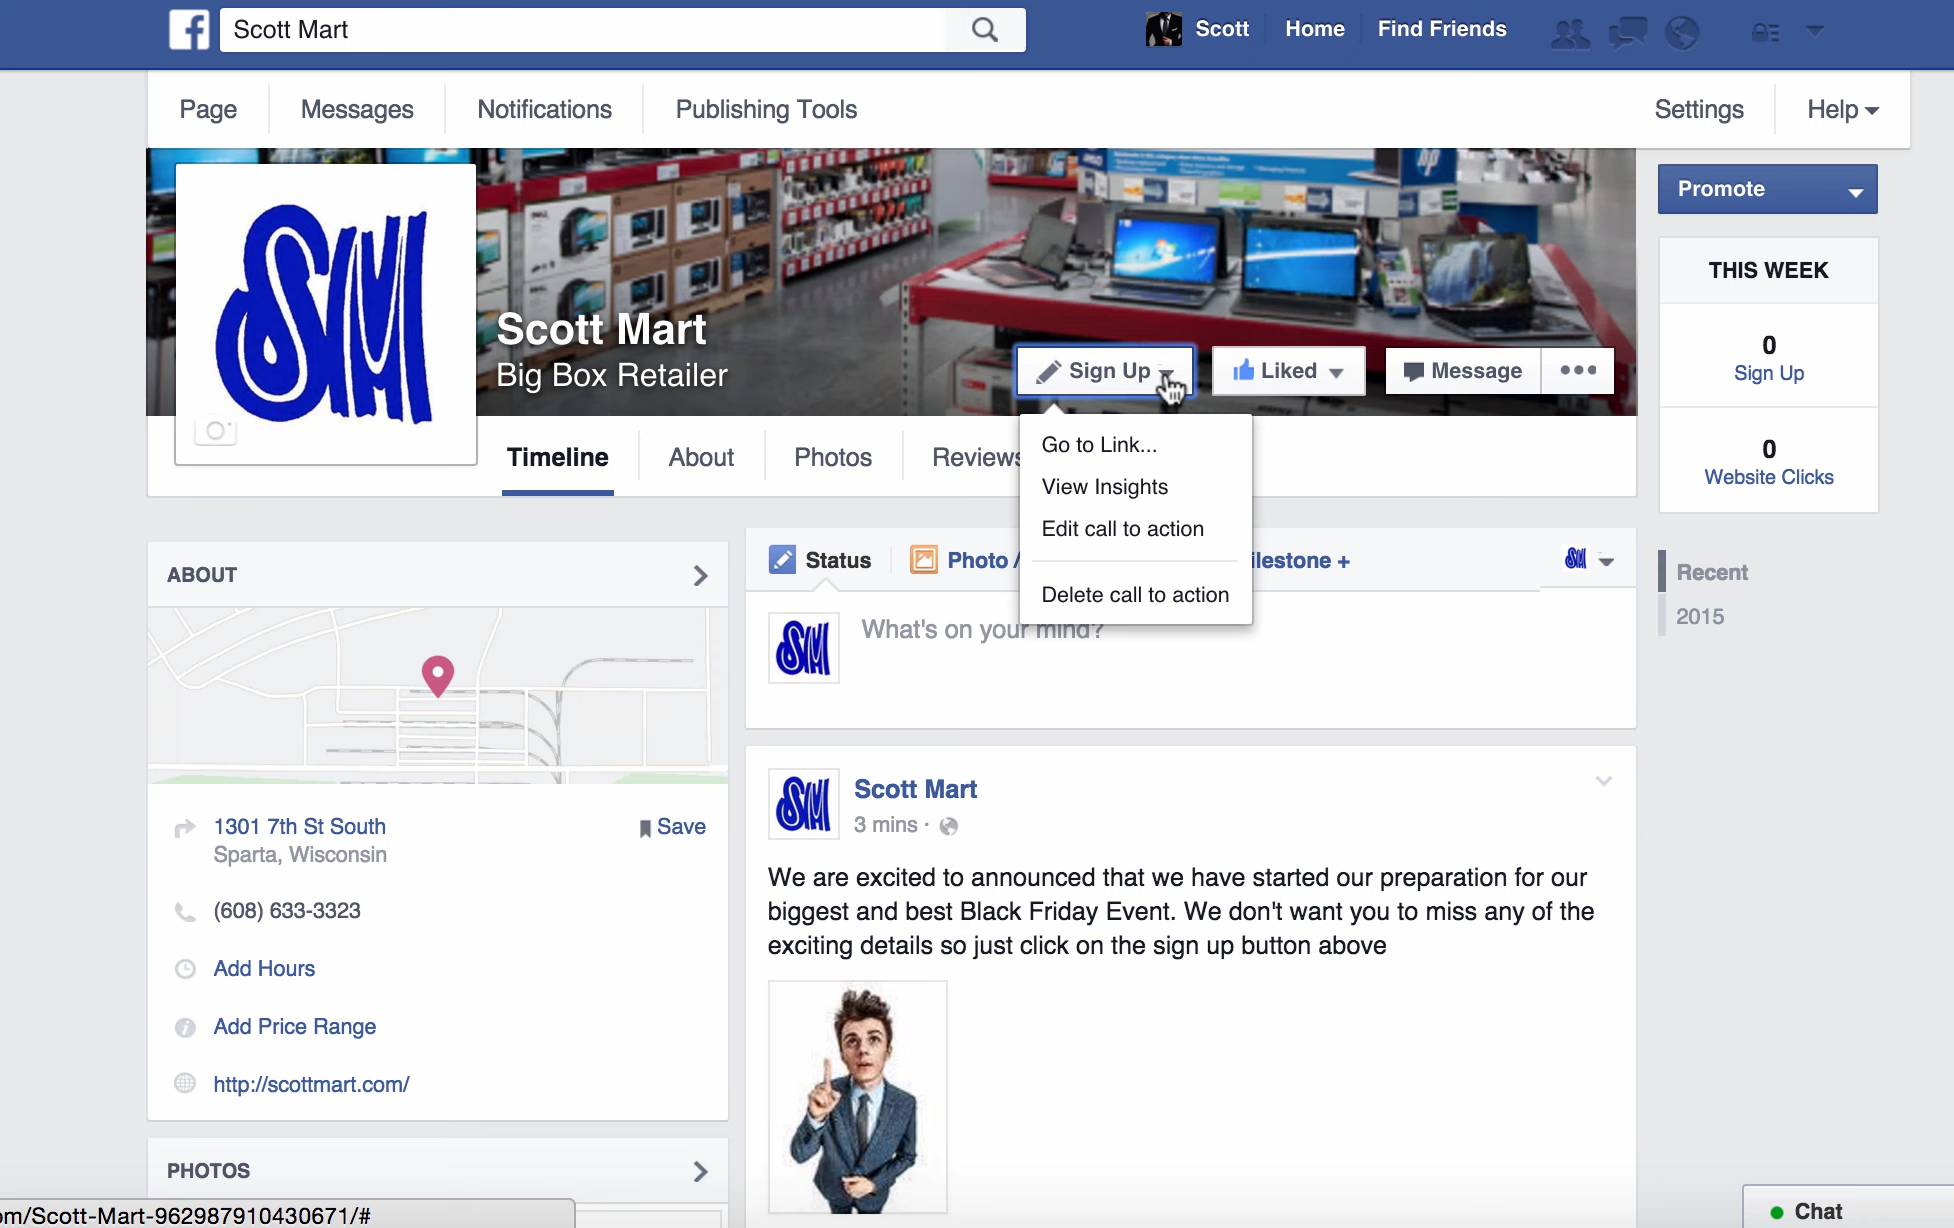 Scott Mart
Scott
Home
Find Friends
Page
Messages
Notifications
Publishing Tools
Settings
Help
Scott Mart
Big Box Retailer
Sign Up
Liked
Message
Promote
THIS WEEK
0
Sign Up
0
Website Clicks
Go to Link...
View Insights
Edit call to action
Delete call to action
Timeline
About
Photos
Reviews
Recent
2015
ABOUT
1301 7th St South
Sparta, Wisconsin
Save
(608) 633-3323
Add Hours
Add Price Range
http://scottmart.com/
PHOTOS
Status
Photo /
ilestone +
What's on your mind?
Scott Mart
3 mins ·
We are excited to announced that we have started our preparation for our
biggest and best Black Friday Event. We don't want you to miss any of the
exciting details so just click on the sign up button above
om/Scott-Mart-962987910430671/#
Chat